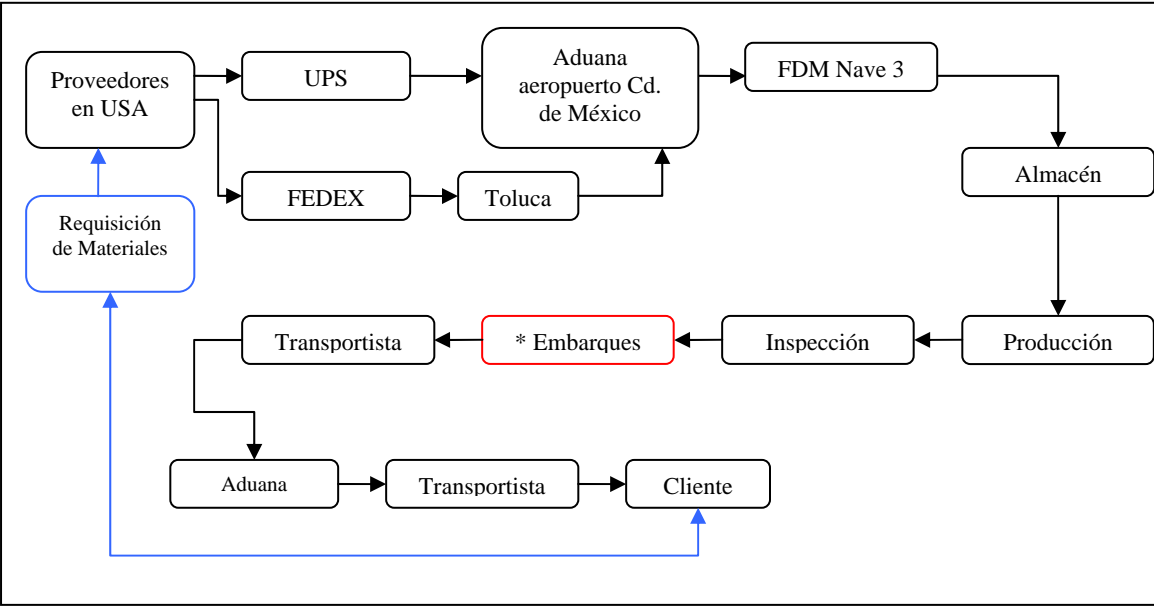 Proveedores
en USA
UPS
Aduana
aeropuerto Cd.
de México
FDM Nave 3
FEDEX
Toluca
Almacén
Requisición
de Materiales
Transportista
* Embarques
Inspección
Producción
Aduana
Transportista
Cliente